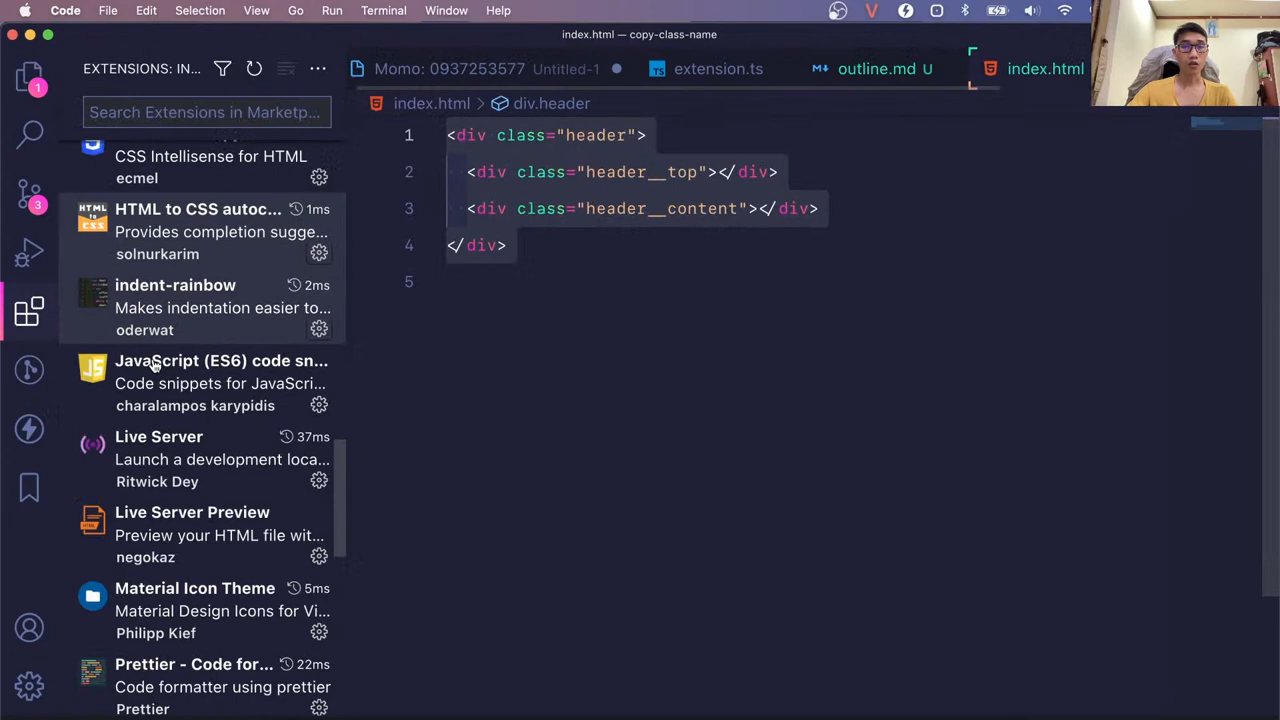 Code File Edit Selection View Go Run Terminal Window Help
index.html — copy-class-name
EXTENSIONS: IN...
Momo: 0937253577 Untitled-1
extension.ts
outline.md U
index.html
Search Extensions in Marketp...
index.html > div.header
1 <div class="header">
2 <div class="header__top"></div>
3 <div class="header__content"></div>
4 </div>
5
1
3
CSS Intellisense for HTML
ecmel
HTML to CSS autoc... 1ms
Provides completion sugge...
solnurkarim
indent-rainbow 2ms
Makes indentation easier to...
oderwat
JavaScript (ES6) code sn...
Code snippets for JavaScri...
charalampos karypidis
Live Server 37ms
Launch a development loca...
Ritwick Dey
Live Server Preview
Preview your HTML file wit...
negokaz
Material Icon Theme 5ms
Material Design Icons for Vi...
Philipp Kief
Prettier - Code for... 22ms
Code formatter using prettier
Prettier